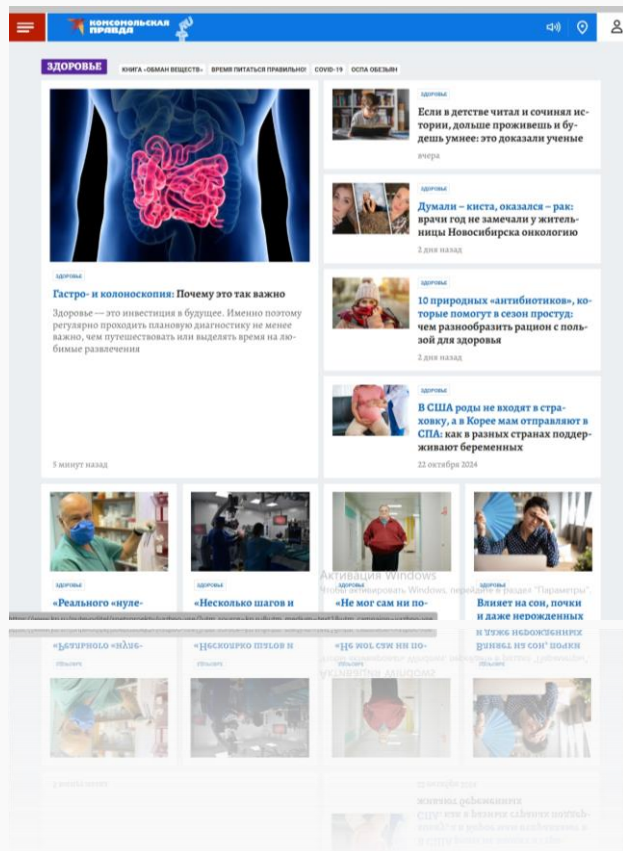 КОМСОМОЛЬСКАЯ
ПРАВДА
ЗДОРОВЬЕ
КНИГА «ОБМАН ВЕЩЕСТВ»
ВРЕМЯ ПИТАТЬСЯ ПРАВИЛЬНО!
COVID-19
ОСПА ОБЕЗЬЯН
ЗДОРОВЬЕ
Гастро- и колоноскопия: Почему это так важно
Здоровье — это инвестиция в будущее. Именно поэтому
регулярно проходить плановую диагностику не менее
важно, чем путешествовать или выделять время на лю-
бимые развлечения
5 минут назад
ЗДОРОВЬЕ
Если в детстве читал и сочинял ис-
тории, дольше проживешь и бу-
дешь умнее: это доказали ученые
вчера
ЗДОРОВЬЕ
Думали – киста, оказался – рак:
врачи год не замечали у житель-
ницы Новосибирска онкологию
2 дня назад
ЗДОРОВЬЕ
10 природных «антибиотиков», ко-
торые помогут в сезон простуд:
чем разнообразить рацион с поль-
зой для здоровья
2 дня назад
ЗДОРОВЬЕ
В США роды не входят в стра-
ховку, а в Корее мам отправляют в
СПА: как в разных странах поддер-
живают беременных
22 октября 2024
ЗДОРОВЬЕ
«Реального «нуле-
ЗДОРОВЬЕ
«Несколько шагов и
ЗДОРОВЬЕ
«Не мог сам ни по-
ЗДОРОВЬЕ
Влияет на сон, почки
и даже нерожденных
Активация Windows
Чтобы активировать Windows, перейдите в раздел "Параметры".